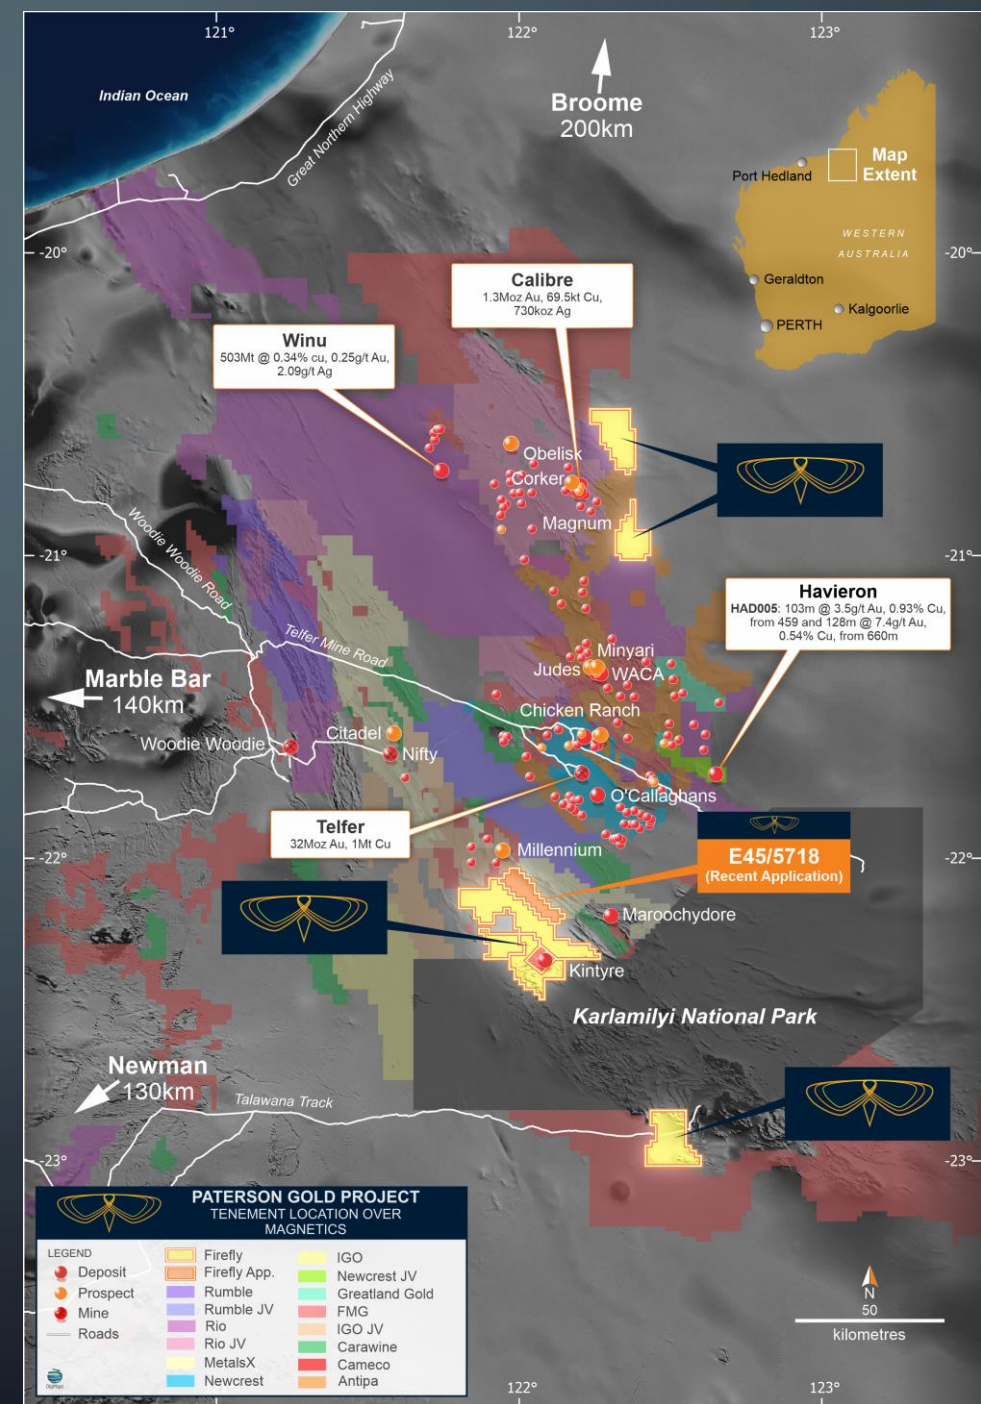 121°
122°
123°
Indian Ocean
Great Northern Highway
Broome
200km
Map
Extent
Port Hedland
WESTERN
AUSTRALIA
Geraldton
Kalgoorlie
PERTH
-20°
-20°
Calibre
1.3Moz Au, 69.5kt Cu,
730koz Ag
Winu
503Mt @ 0.34% cu, 0.25g/t Au,
2.09g/t Ag
Obelisk
Corker
Magnum
Woodie Woodie Road
-21°
-21°
Havieron
HAD005: 103m @ 3.5g/t Au, 0.93% Cu,
from 459 and 128m @ 7.4g/t Au,
0.54% Cu, from 660m
Telfer Mine Road
Minyari
Judes
WACA
Marble Bar
140km
Chicken Ranch
Citadel
Woodie Woodie
Nifty
O'Callaghans
Telfer
32Moz Au, 1Mt Cu
Millennium
E45/5718
(Recent Application)
-22°
-22°
Maroochydore
Kintyre
Karlamilyi National Park
Newman
130km
Talawana Track
-23°
-23°
PATERSON GOLD PROJECT
TENEMENT LOCATION OVER
MAGNETICS
LEGEND
Deposit
Prospect
Mine
Roads
Firefly
Firefly App.
Rumble
Rumble JV
Rio
Rio JV
MetalsX
Newcrest
IGO
Newcrest JV
Greatland Gold
FMG
IGO JV
Carawine
Cameco
Antipa
N
50
kilometres
122°
123°